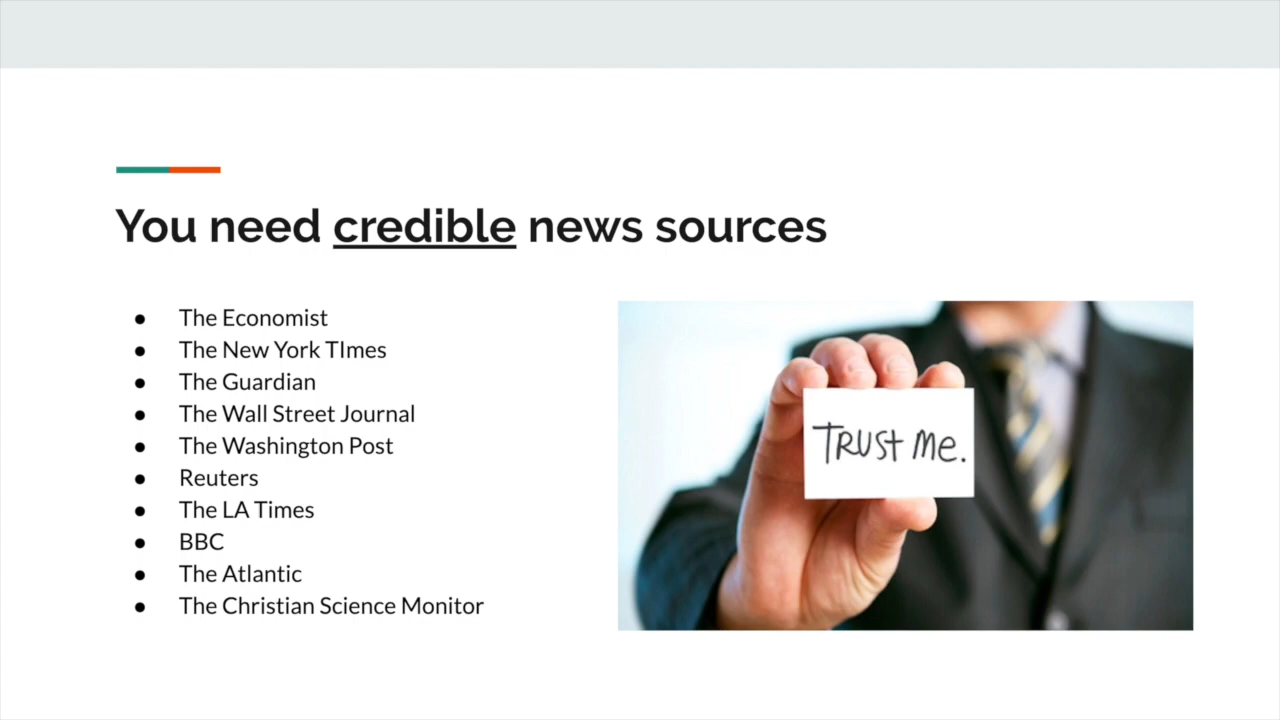 You need credible news sources
● The Economist
● The New York TImes
● The Guardian
● The Wall Street Journal
● The Washington Post
● Reuters
● The LA Times
● BBC
● The Atlantic
● The Christian Science Monitor
TRUST me.